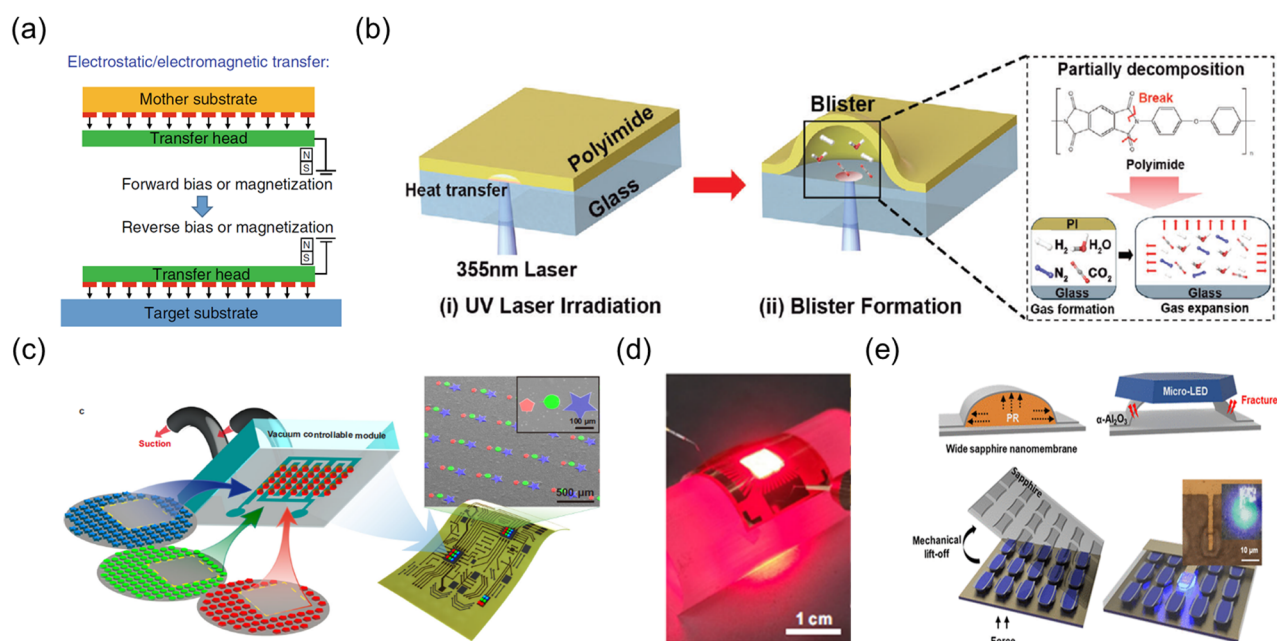 (a)
Electrostatic/electromagnetic transfer:
Mother substrate
Transfer head
N
S
Forward bias or magnetization
Reverse bias or magnetization
N
S
Transfer head
Target substrate
(b)
Polyimide
Heat transfer
Glass
355nm Laser
(i) UV Laser Irradiation
Blister
(ii) Blister Formation
Partially decomposition
Break
O
O
O
O
N
O
n
Polyimide
PI
H2 H2O
N2 CO2
Glass
Gas formation
Glass
Gas expansion
(c)
c
Suction
Vacuum controllable module
100 μm
500 μm
(d)
1 cm
(e)
PR
Wide sapphire nanomembrane
Micro-LED
Fracture
α-Al2O3
Sapphire
Mechanical
lift-off
Force
10 μm